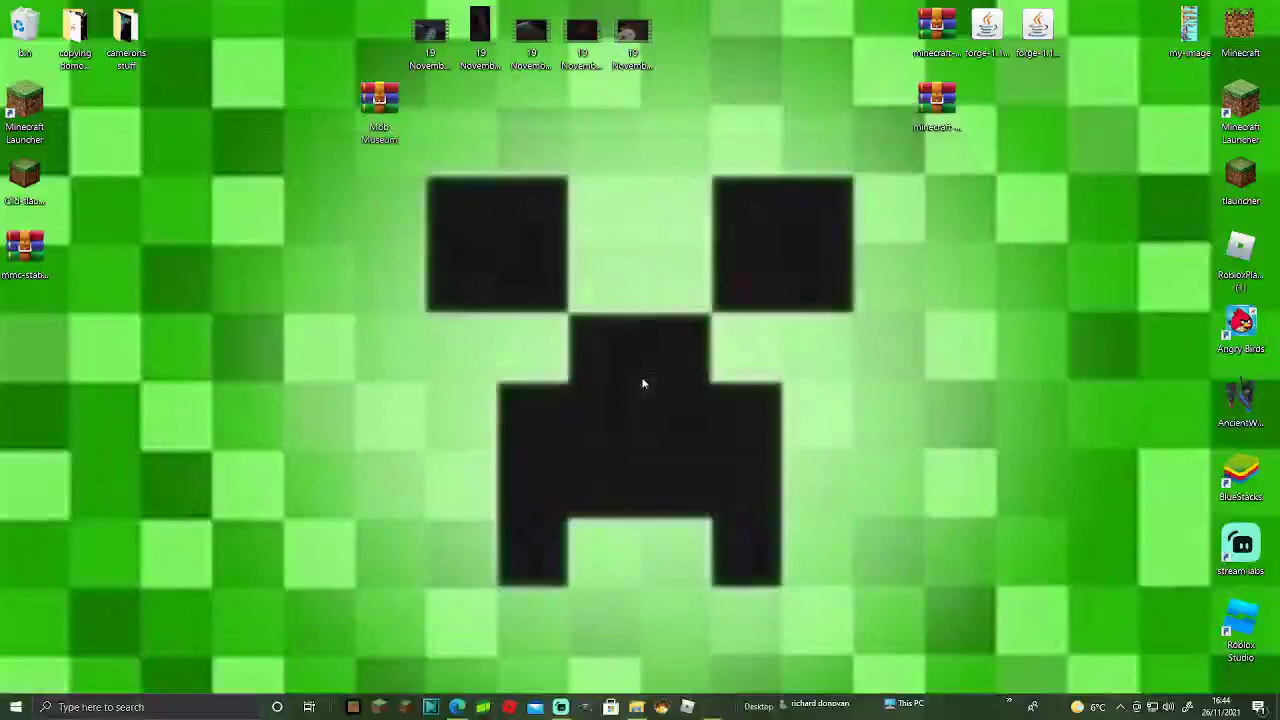 bin
copying
domo...
camerons
stuff
19
Novemb...
19
Novemb...
19
Novemb...
19
Novemb...
19
Novemb...
minecraft-...
forge-1.1...
forge-1.1...
my-image
Minecraft
Minecraft
Launcher
Mob
Museum
minecraft-...
Minecraft
Launcher
tlauncher
mmc-stab...
RobloxPla...
(1)
Angry Birds
AncientW...
BlueStacks
stream labs
Roblox
Studio
Type here to search
Desktop
richard donovan
This PC
6°C
16:44
26/11/2021